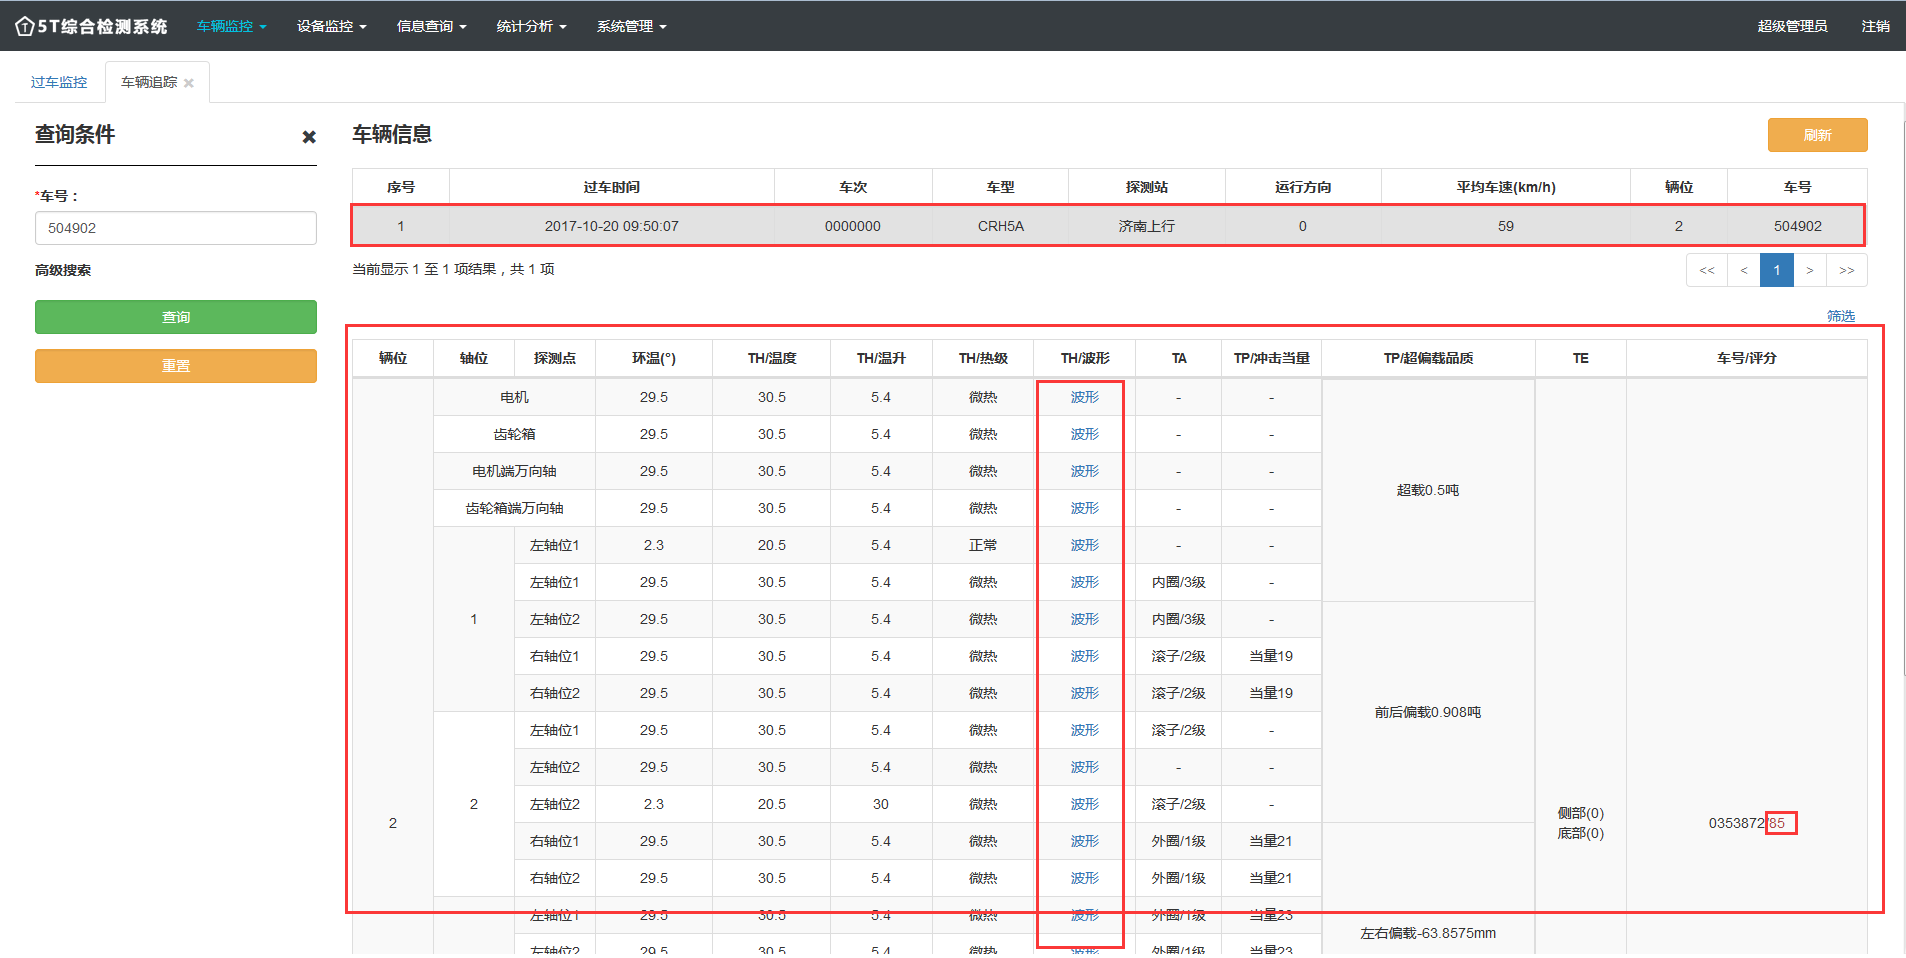 5T综合检测系统 车辆监控 设备监控 信息查询 统计分析 系统管理 超级管理员 注销
过车监控 车辆追踪
查询条件
*车号：
504902
高级搜索
查询
重置
车辆信息 刷新
序号 过车时间 车次 车型 探测站 运行方向 平均车速(km/h) 辆位 车号
1 2017-10-20 09:50:07 0000000 CRH5A 济南上行 0 59 2 504902
当前显示 1 至 1 项结果，共 1 项 << < 1 > >>
筛选
辆位 轴位 探测点 环温(°) TH/温度 TH/温升 TH/热级 TH/波形 TA TP/冲击当量 TP/超偏载品质 TE 车号/评分
电机 29.5 30.5 5.4 微热 波形 - -
齿轮箱 29.5 30.5 5.4 微热 波形 - -
电机端万向轴 29.5 30.5 5.4 微热 波形 - -
超载0.5吨
齿轮箱端万向轴 29.5 30.5 5.4 微热 波形 - -
左轴位1 2.3 20.5 5.4 正常 波形 - -
左轴位1 29.5 30.5 5.4 微热 波形 内圈/3级 -
1 左轴位2 29.5 30.5 5.4 微热 波形 内圈/3级 -
右轴位1 29.5 30.5 5.4 微热 波形 滚子/2级 当量19
右轴位2 29.5 30.5 5.4 微热 波形 滚子/2级 当量19
前后偏载0.908吨
左轴位1 29.5 30.5 5.4 微热 波形 滚子/2级 -
左轴位2 29.5 30.5 5.4 微热 波形 - -
2 左轴位2 2.3 20.5 30 微热 波形 滚子/2级 -
2 侧部(0) 底部(0) 0353872/85
右轴位1 29.5 30.5 5.4 微热 波形 外圈/1级 当量21
右轴位2 29.5 30.5 5.4 微热 波形 外圈/1级 当量21
左轴位1 29.5 30.5 5.4 微热 波形 外圈/1级 当量23
左右偏载-63.8575mm
左轴位2 29.5 30.5 5.4 微热 波形 外圈/1级 当量23